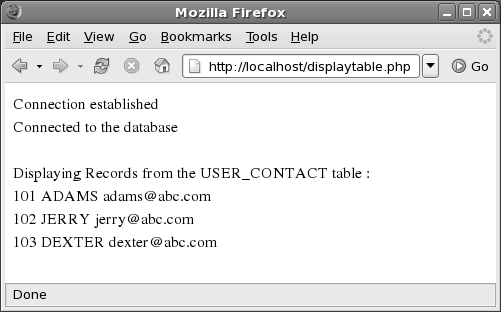 Mozilla Firefox
File Edit View Go Bookmarks Tools Help
http://localhost/displaytable.php Go
Connection established
Connected to the database
Displaying Records from the USER_CONTACT table :
101 ADAMS adams@abc.com
102 JERRY jerry@abc.com
103 DEXTER dexter@abc.com
Done